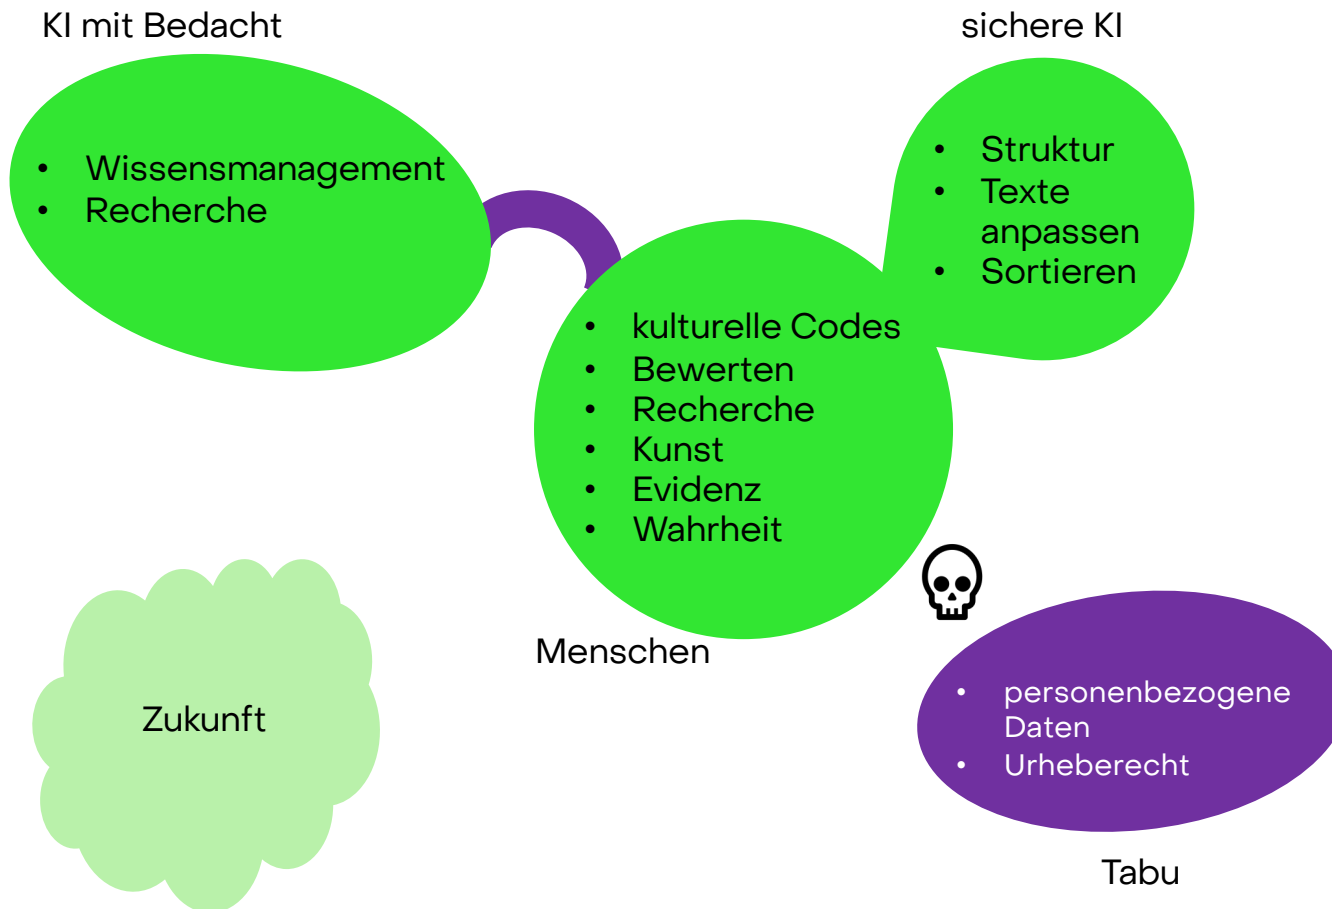 KI mit Bedacht
• Wissensmanagement
• Recherche
sichere KI
• Struktur
• Texte
anpassen
• Sortieren
• kulturelle Codes
• Bewerten
• Recherche
• Kunst
• Evidenz
• Wahrheit
Menschen
Zukunft
• personenbezogene
Daten
• Urheberecht
Tabu